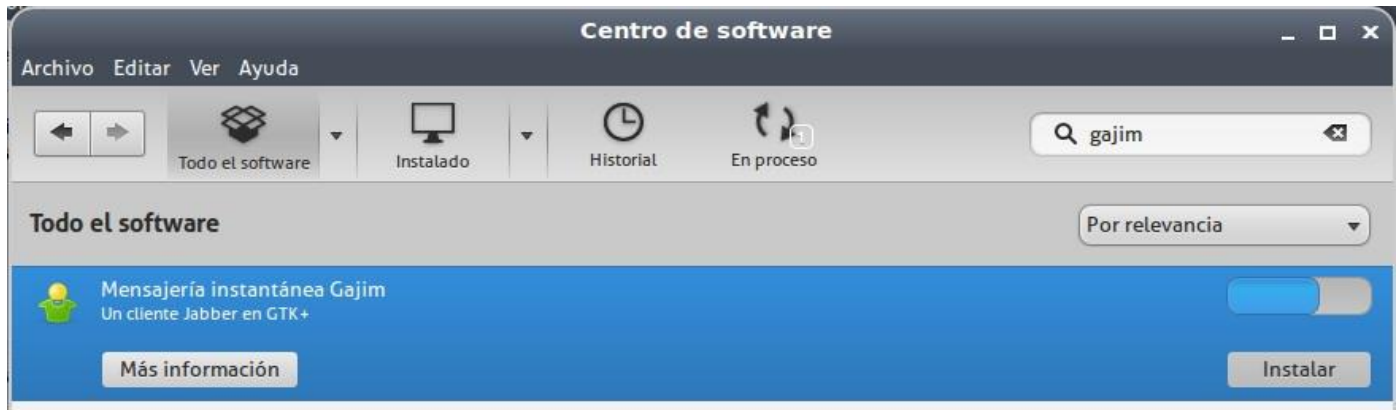 Centro de software
Archivo Editar Ver Ayuda
Todo el software
Instalado
Historial
1
En proceso
gajim
Todo el software
Por relevancia
Mensajería instantánea Gajim
Un cliente Jabber en GTK+
Más información
Instalar